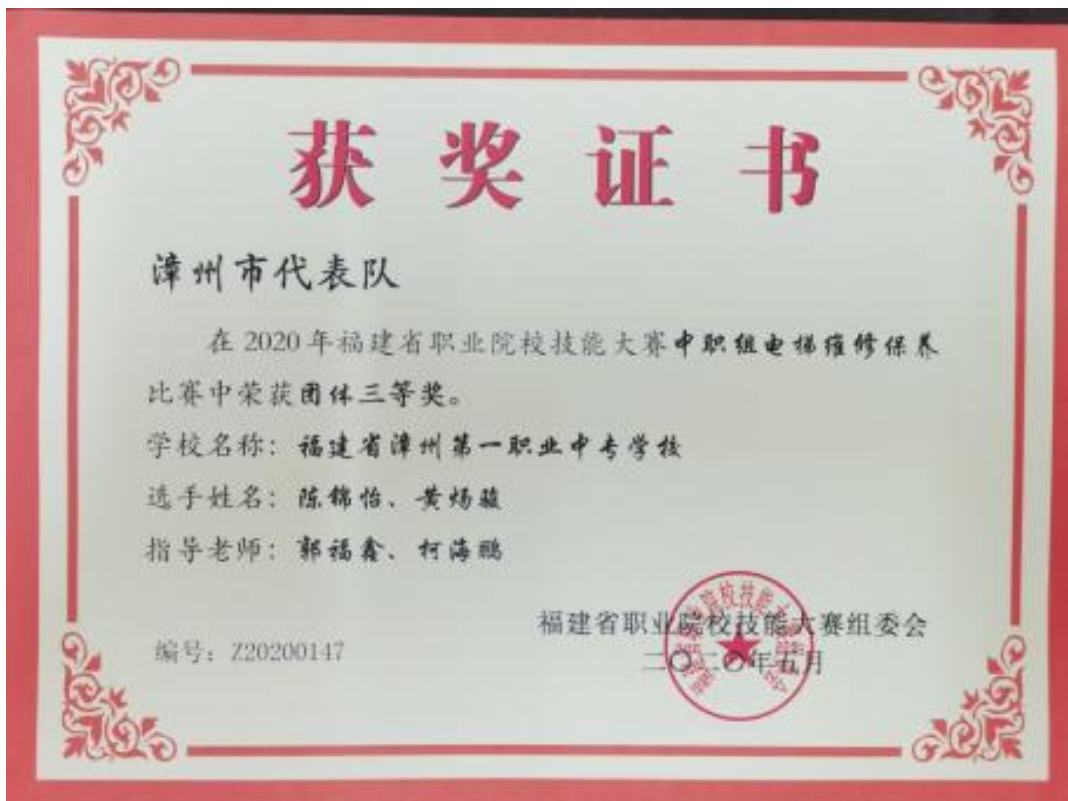 获奖证书
漳州市代表队
在2020年福建省职业院校技能大赛中职组电梯维修保养
比赛中荣获团体三等奖。
学校名称：福建省漳州第一职业中专学校
选手姓名：陈锦怡、黄炀骏
指导老师：郭福鑫、柯海鹏
福建省职业院校技能大赛组委会
编号：Z20200147
二〇二〇年五月